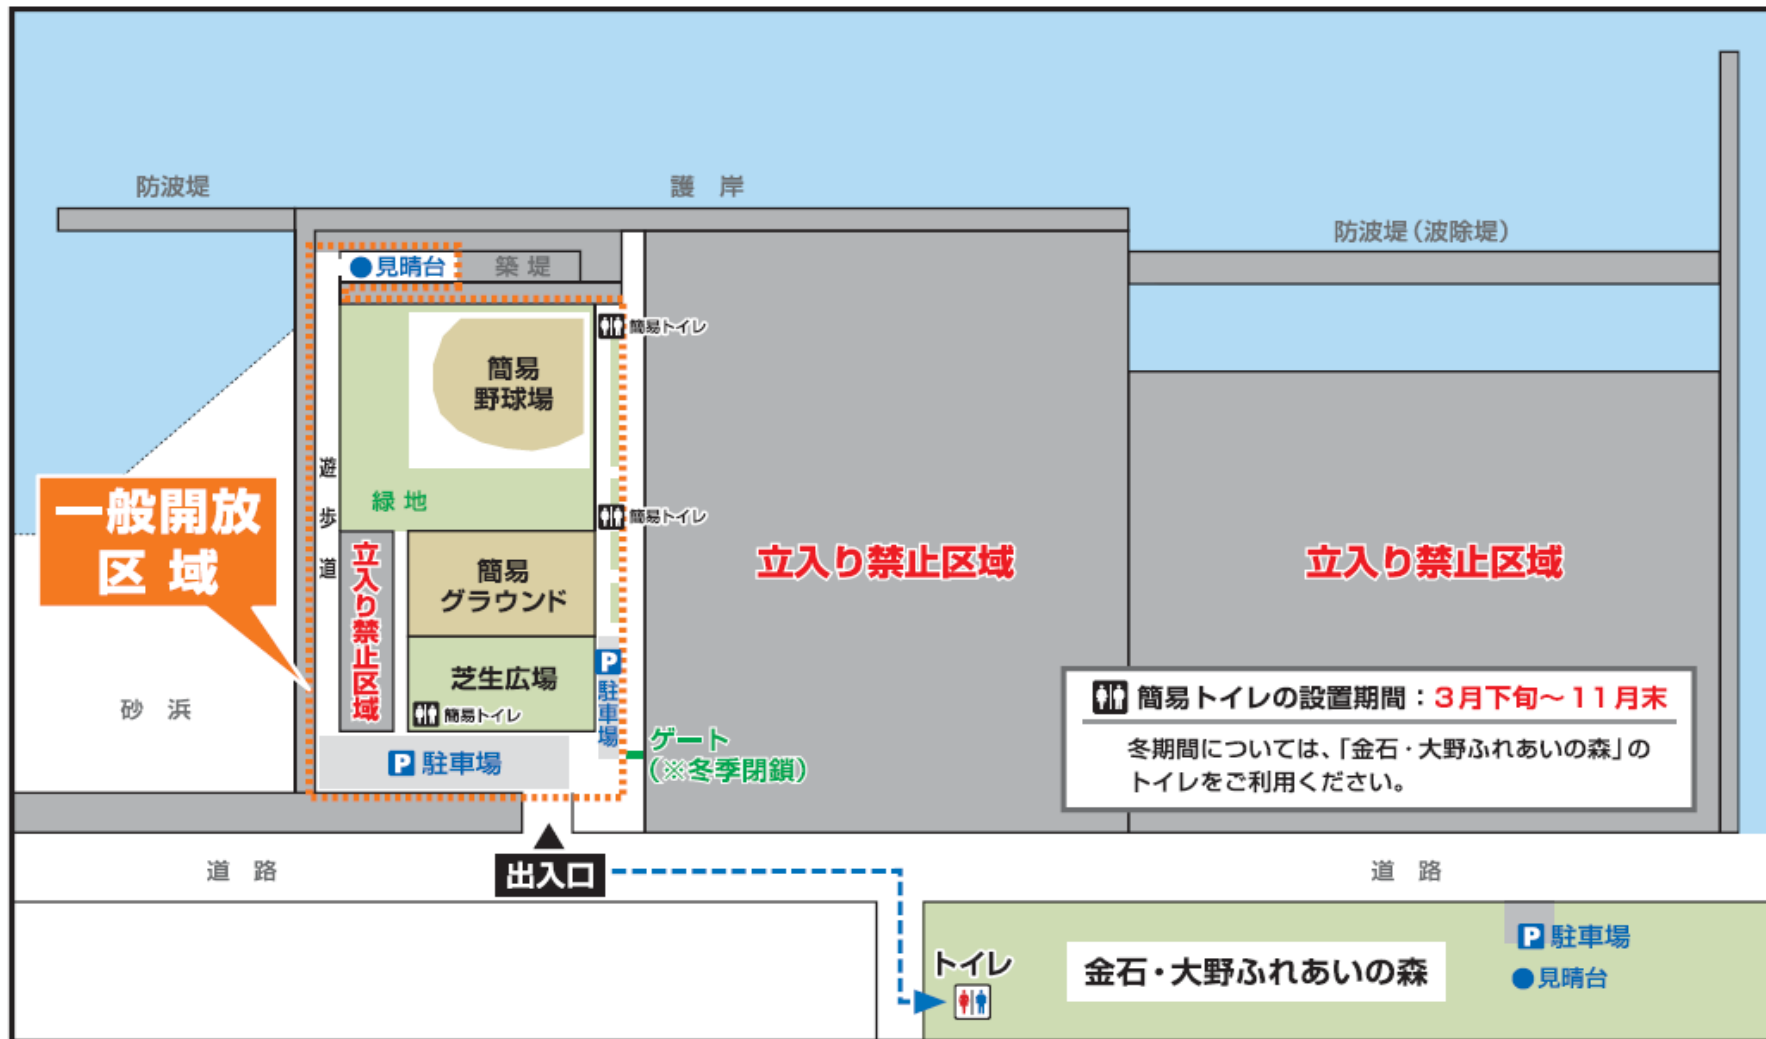 防波堤
護岸
防波堤(波除堤)
見晴台
築堤
簡易トイレ
簡易
野球場
遊歩道
緑地
簡易トイレ
一般開放
区域
立入り禁止区域
簡易
グラウンド
立入り禁止区域
立入り禁止区域
芝生広場
簡易トイレ
P
駐車場
砂浜
P 駐車場
ゲート
(※冬季閉鎖)
簡易トイレの設置期間:3月下旬~11月末
冬期間については、「金石・大野ふれあいの森」の
トイレをご利用ください。
道路
出入口
道路
トイレ
金石・大野ふれあいの森
P 駐車場
見晴台